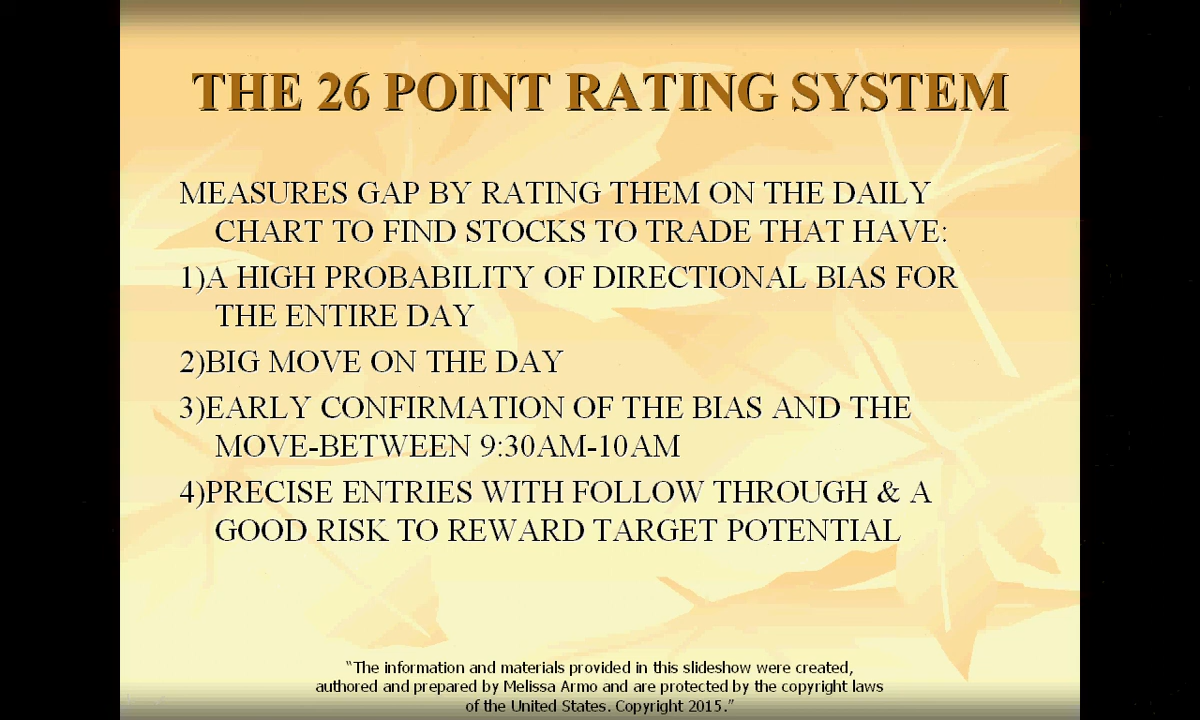 THE 26 POINT RATING SYSTEM
MEASURES GAP BY RATING THEM ON THE DAILY
CHART TO FIND STOCKS TO TRADE THAT HAVE:
1)A HIGH PROBABILITY OF DIRECTIONAL BIAS FOR
THE ENTIRE DAY
2)BIG MOVE ON THE DAY
3)EARLY CONFIRMATION OF THE BIAS AND THE
MOVE-BETWEEN 9:30AM-10AM
4)PRECISE ENTRIES WITH FOLLOW THROUGH & A
GOOD RISK TO REWARD TARGET POTENTIAL
"The information and materials provided in this slideshow were created,
authored and prepared by Melissa Armo and are protected by the copyright laws
of the United States. Copyright 2015."